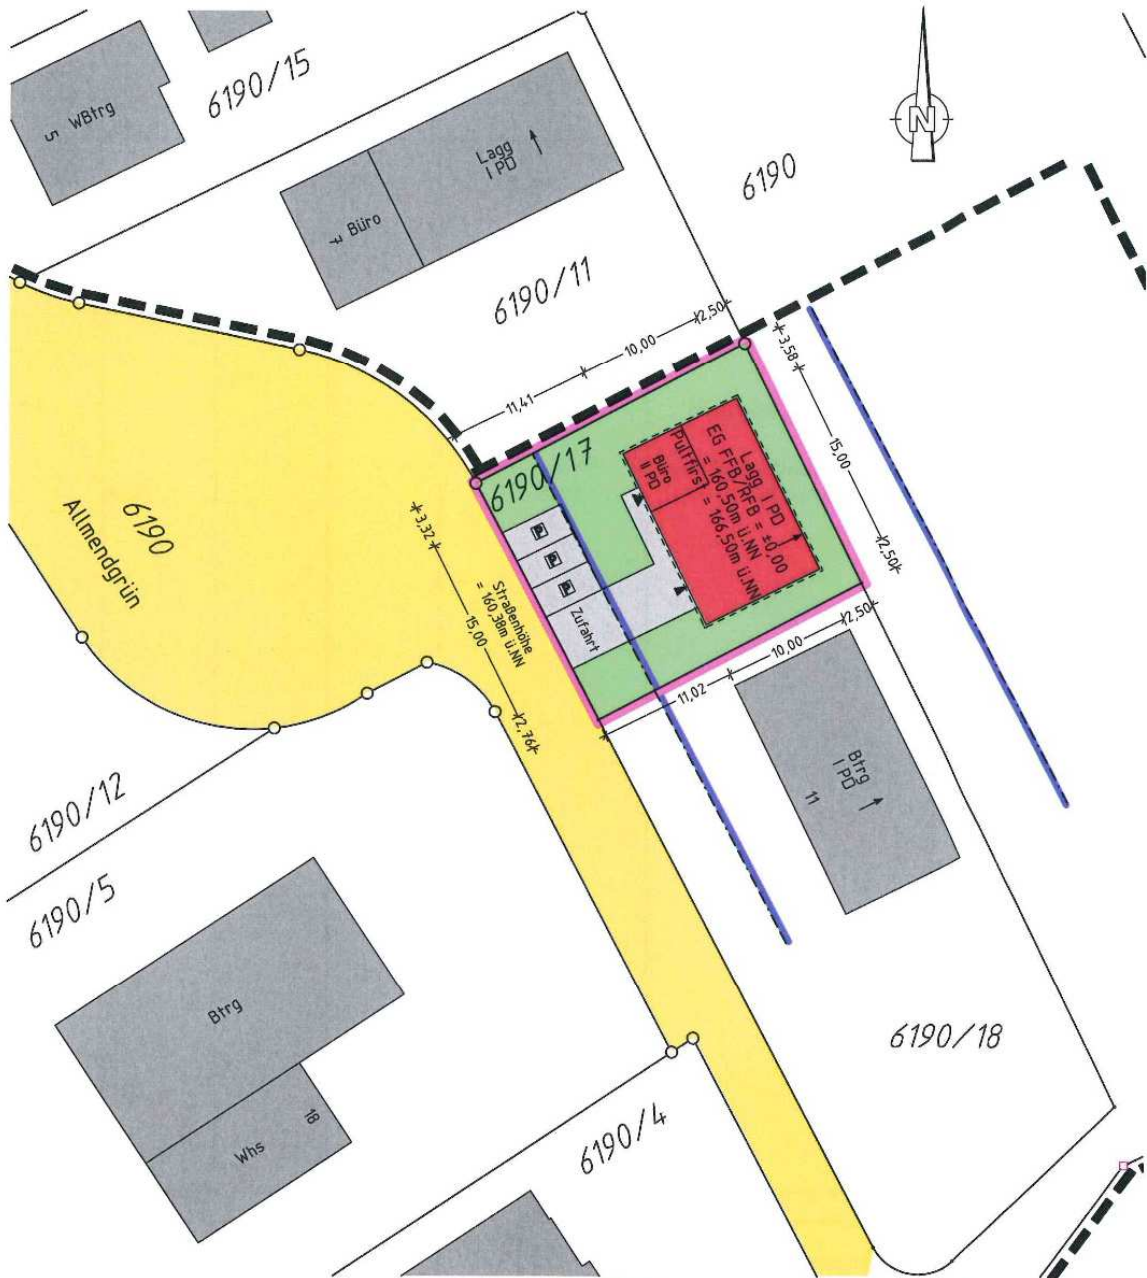 5 WBtrg
6190/15
Lagg
I PD
7 Büro
N
6190
6190/11
2,50
10,00
11,41
3,58
6190/17
Büro
II PD
Lagg I PD
EG FFB/RFB = ±0,00
= 160,50m ü.NN
Pultfirst = 166,50m ü.NN
15,00
2,50
6190
Allmendgrün
3,32
P
P
P
Zufahrt
Straßenhöhe
= 160,38m ü.NN
15,00
2,76
2,50
10,00
11,02
Btrg
I PD
11
6190/12
6190/5
Btrg
Whs
18
6190/18
6190/4